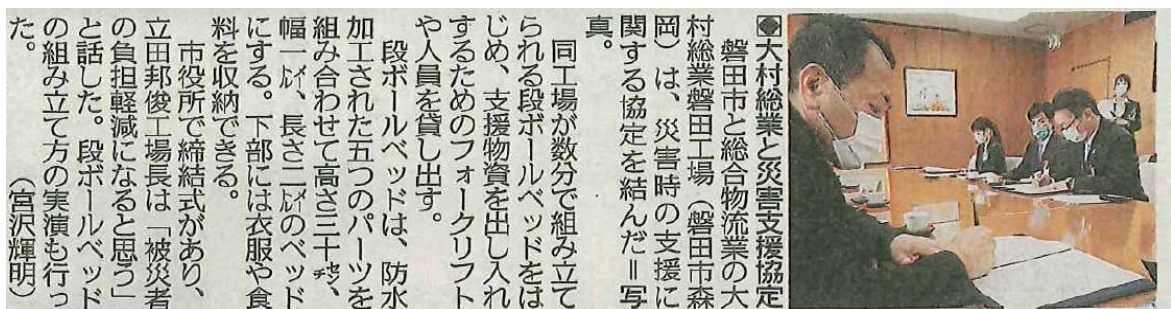 ◆大村総業と災害支援協定
磐田市と総合物流業の大
村総業磐田工場（磐田市森
岡）は、災害時の支援に
関する協定を結んだ＝写
真。
同工場が数分で組み立て
られる段ボールベッドをは
じめ、支援物資を出し入れ
するためのフォークリフト
や人員を貸し出す。
段ボールベッドは、防水
加工された五つのパーツを
組み合わせて高さ三十㌢、
幅一㍍、長さ二㍍のベッド
にする。下部には衣服や食
料を収納できる。
市役所で締結式があり、
立田邦俊工場長は「被災者
の負担軽減になると思う」
と話した。段ボールベッド
の組み立て方の実演も行っ
た。　　　　（宮沢輝明）